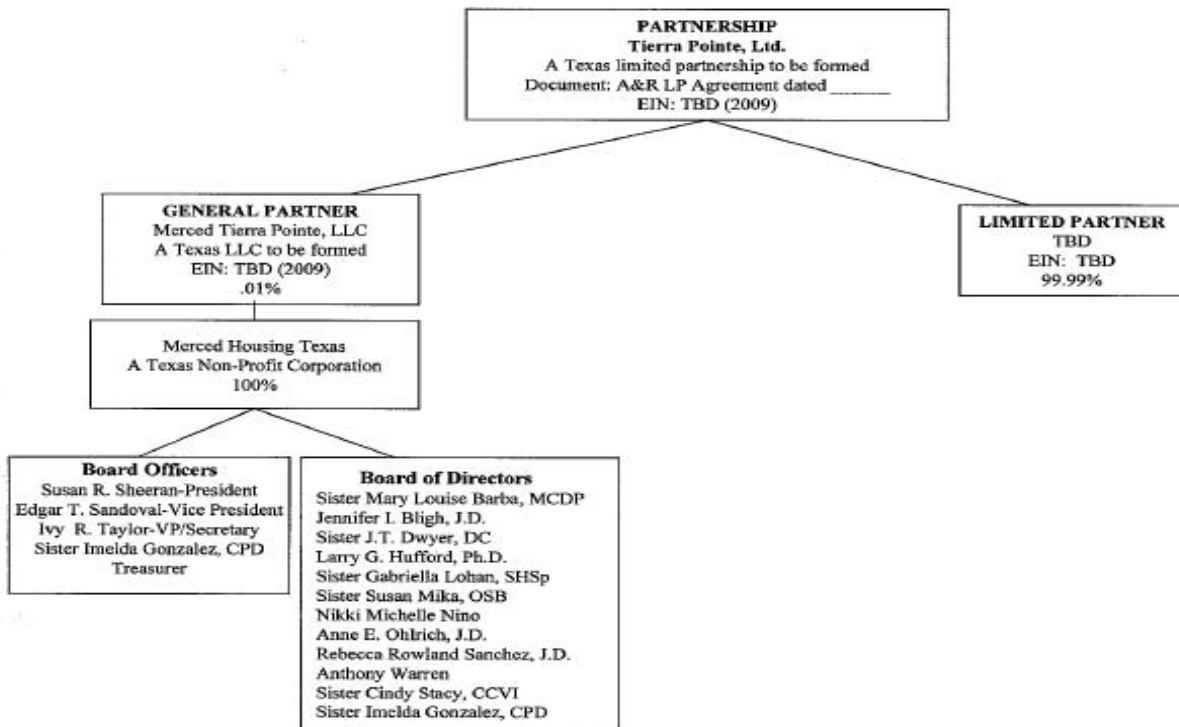 PARTNERSHIP
Tierra Pointe, Ltd.
A Texas limited partnership to be formed
Document: A&R LP Agreement dated ______
EIN: TBD (2009)
GENERAL PARTNER
Merced Tierra Pointe, LLC
A Texas LLC to be formed
EIN: TBD (2009)
.01%
LIMITED PARTNER
TBD
EIN: TBD
99.99%
Merced Housing Texas
A Texas Non-Profit Corporation
100%
Board Officers
Susan R. Sheeran-President
Edgar T. Sandoval-Vice President
Ivy R. Taylor-VP/Secretary
Sister Imelda Gonzalez, CPD
Treasurer
Board of Directors
Sister Mary Louise Barba, MCDP
Jennifer I. Bligh, J.D.
Sister J.T. Dwyer, DC
Larry G. Hufford, Ph.D.
Sister Gabriella Lohan, SHSp
Sister Susan Mika, OSB
Nikki Michelle Nino
Anne E. Ohlrich, J.D.
Rebecca Rowland Sanchez, J.D.
Anthony Warren
Sister Cindy Stacy, CCVI
Sister Imelda Gonzalez, CPD